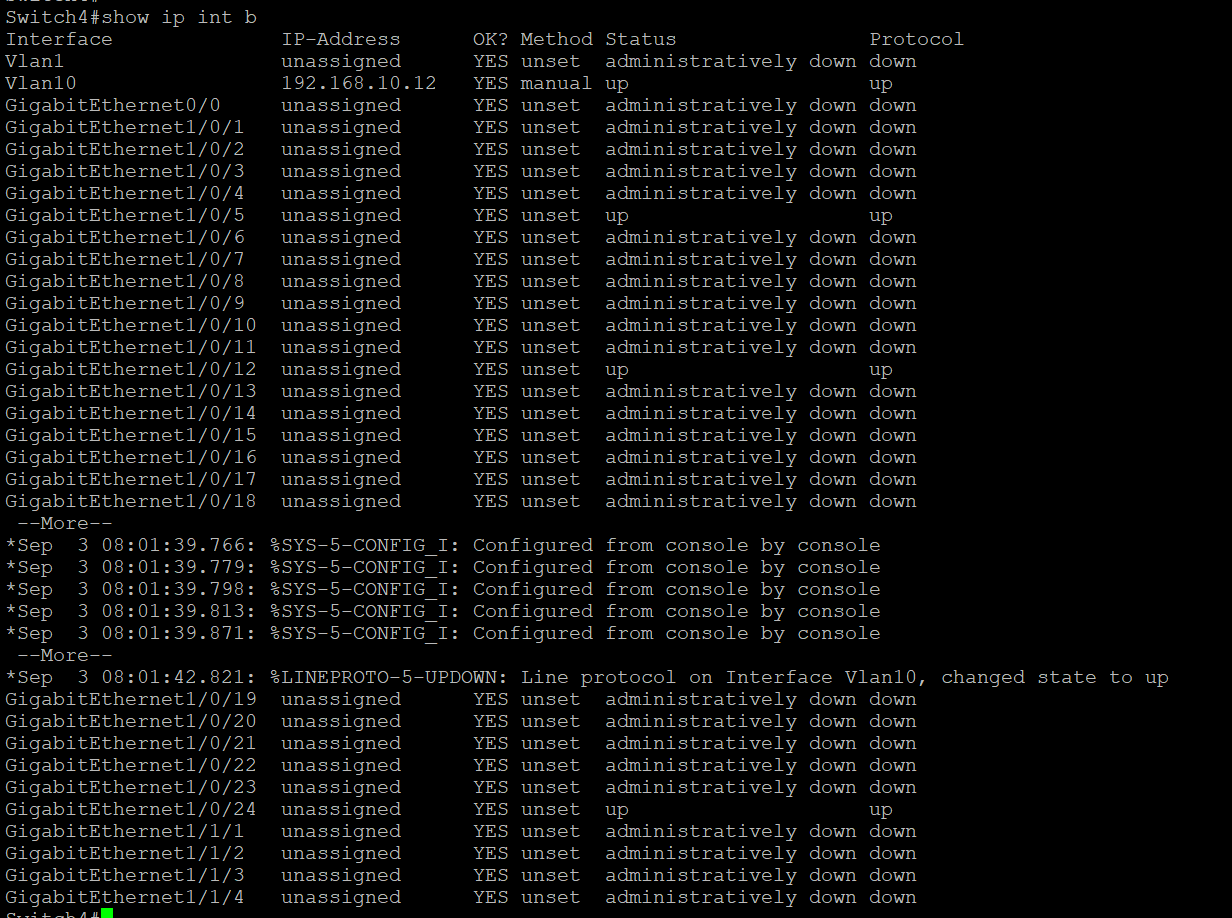 Switch4#show ip int b
Interface              IP-Address      OK? Method Status                Protocol
Vlan1                  unassigned      YES unset  administratively down down
Vlan10                 192.168.10.12   YES manual up                    up
GigabitEthernet0/0     unassigned      YES unset  administratively down down
GigabitEthernet1/0/1   unassigned      YES unset  administratively down down
GigabitEthernet1/0/2   unassigned      YES unset  administratively down down
GigabitEthernet1/0/3   unassigned      YES unset  administratively down down
GigabitEthernet1/0/4   unassigned      YES unset  administratively down down
GigabitEthernet1/0/5   unassigned      YES unset  up                    up
GigabitEthernet1/0/6   unassigned      YES unset  administratively down down
GigabitEthernet1/0/7   unassigned      YES unset  administratively down down
GigabitEthernet1/0/8   unassigned      YES unset  administratively down down
GigabitEthernet1/0/9   unassigned      YES unset  administratively down down
GigabitEthernet1/0/10  unassigned      YES unset  administratively down down
GigabitEthernet1/0/11  unassigned      YES unset  administratively down down
GigabitEthernet1/0/12  unassigned      YES unset  up                    up
GigabitEthernet1/0/13  unassigned      YES unset  administratively down down
GigabitEthernet1/0/14  unassigned      YES unset  administratively down down
GigabitEthernet1/0/15  unassigned      YES unset  administratively down down
GigabitEthernet1/0/16  unassigned      YES unset  administratively down down
GigabitEthernet1/0/17  unassigned      YES unset  administratively down down
GigabitEthernet1/0/18  unassigned      YES unset  administratively down down
 --More--
*Sep  3 08:01:39.766: %SYS-5-CONFIG_I: Configured from console by console
*Sep  3 08:01:39.779: %SYS-5-CONFIG_I: Configured from console by console
*Sep  3 08:01:39.798: %SYS-5-CONFIG_I: Configured from console by console
*Sep  3 08:01:39.813: %SYS-5-CONFIG_I: Configured from console by console
*Sep  3 08:01:39.871: %SYS-5-CONFIG_I: Configured from console by console
 --More--
*Sep  3 08:01:42.821: %LINEPROTO-5-UPDOWN: Line protocol on Interface Vlan10, changed state to up
GigabitEthernet1/0/19  unassigned      YES unset  administratively down down
GigabitEthernet1/0/20  unassigned      YES unset  administratively down down
GigabitEthernet1/0/21  unassigned      YES unset  administratively down down
GigabitEthernet1/0/22  unassigned      YES unset  administratively down down
GigabitEthernet1/0/23  unassigned      YES unset  administratively down down
GigabitEthernet1/0/24  unassigned      YES unset  up                    up
GigabitEthernet1/1/1   unassigned      YES unset  administratively down down
GigabitEthernet1/1/2   unassigned      YES unset  administratively down down
GigabitEthernet1/1/3   unassigned      YES unset  administratively down down
GigabitEthernet1/1/4   unassigned      YES unset  administratively down down
Switch4#